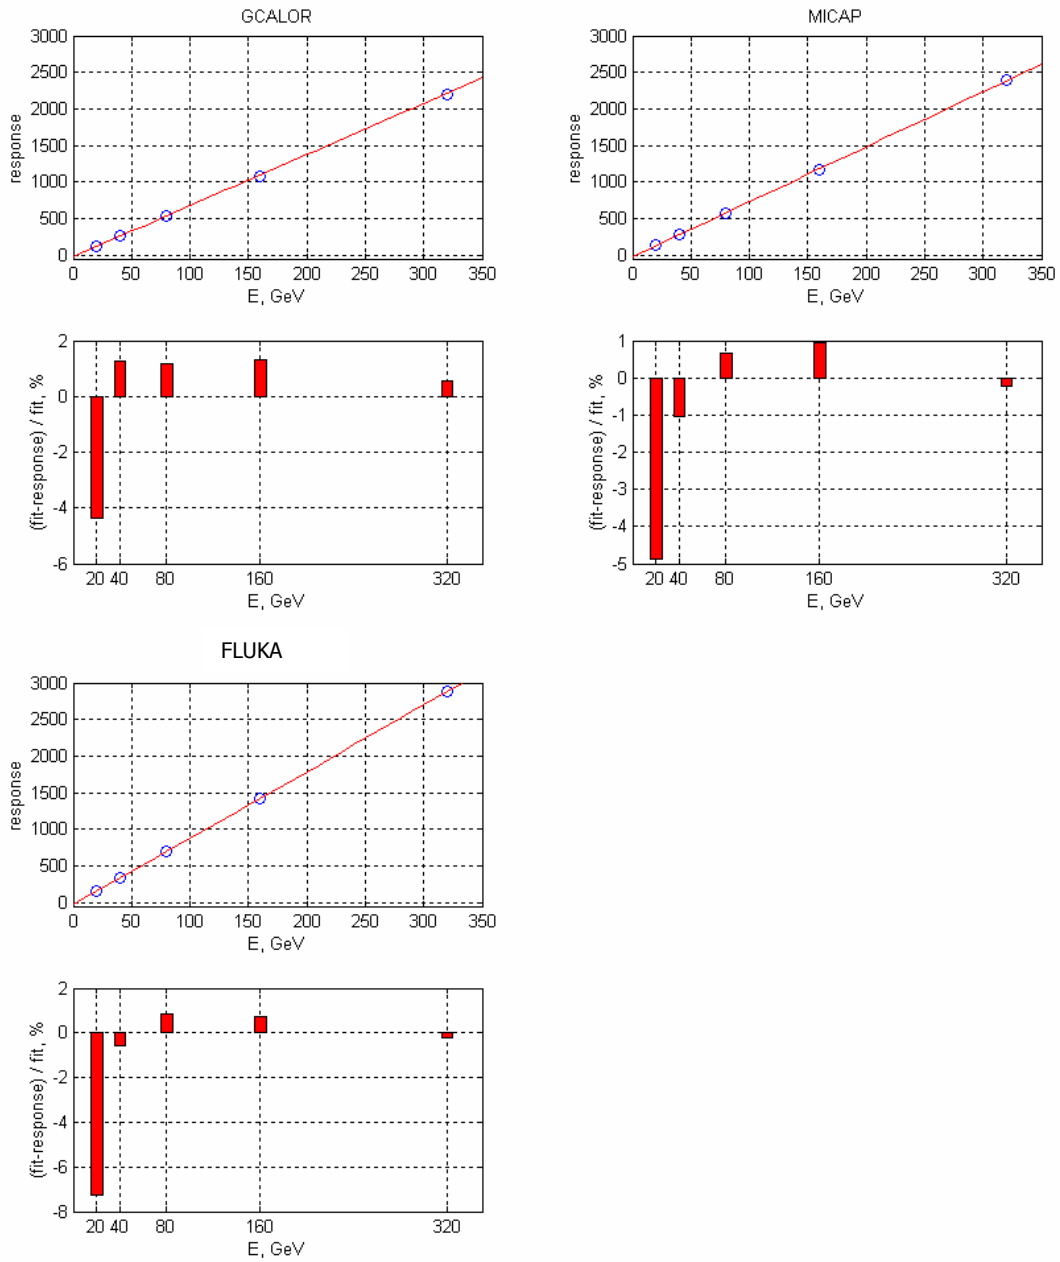 GCALOR
3000
2500
2000
1500
1000
500
0
response
0 50 100 150 200 250 300 350
E, GeV
2
0
-2
-4
-6
(fit-response) / fit, %
20 40 80 160 320
E, GeV
MICAP
3000
2500
2000
1500
1000
500
0
response
0 50 100 150 200 250 300 350
E, GeV
1
0
-1
-2
-3
-4
-5
(fit-response) / fit, %
20 40 80 160 320
E, GeV
FLUKA
3000
2500
2000
1500
1000
500
0
response
0 50 100 150 200 250 300 350
E, GeV
2
0
-2
-4
-6
-8
(fit-response) / fit, %
20 40 80 160 320
E, GeV